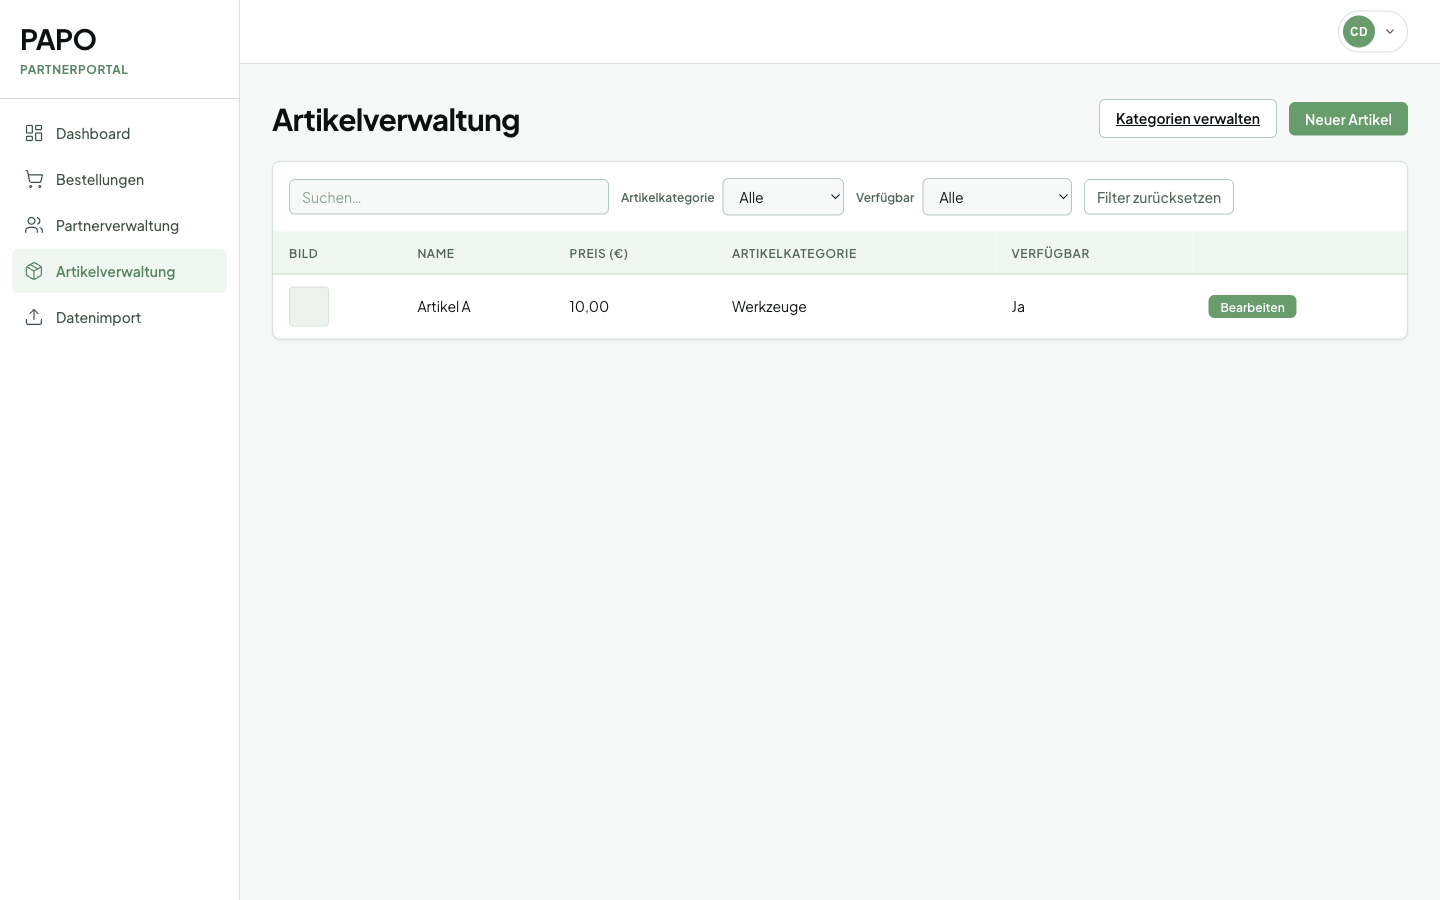 PAPO
PARTNERPORTAL
Dashboard
Bestellungen
Partnerverwaltung
Artikelverwaltung
Datenimport
CD
Artikelverwaltung
Kategorien verwalten
Neuer Artikel
Suchen...
Artikelkategorie
Alle
Verfügbar
Alle
Filter zurücksetzen
BILD NAME PREIS (€) ARTIKELKATEGORIE VERFÜGBAR
Artikel A 10,00 Werkzeuge Ja Bearbeiten